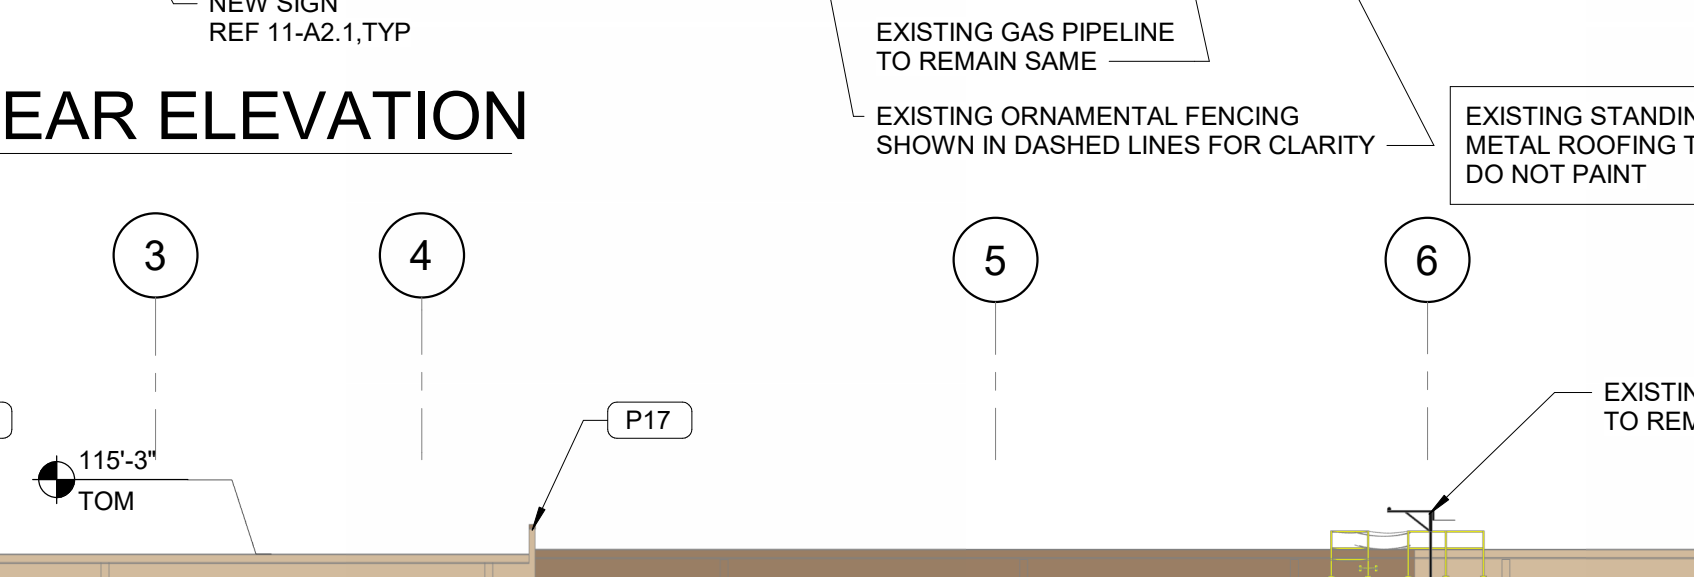 NEW SIGN
REF 11-A2.1,TYP
EAR ELEVATION
EXISTING GAS PIPELINE
TO REMAIN SAME
EXISTING ORNAMENTAL FENCING
SHOWN IN DASHED LINES FOR CLARITY
EXISTING STANDIN
METAL ROOFING T
DO NOT PAINT
3
4
5
6
P17
EXISTIN
TO REM
115'-3"
TOM